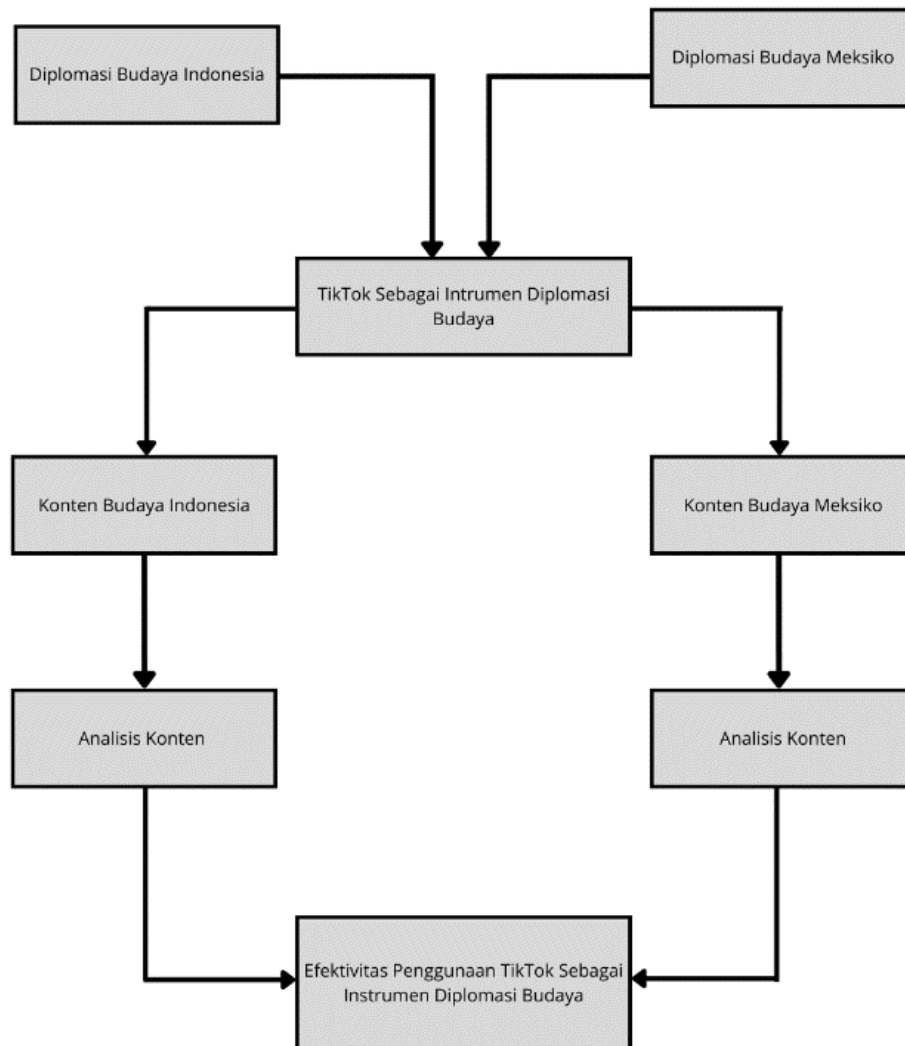 Diplomasi Budaya Indonesia
Diplomasi Budaya Meksiko
TikTok Sebagai Intrumen Diplomasi
Budaya
Konten Budaya Indonesia
Konten Budaya Meksiko
Analisis Konten
Analisis Konten
Efektivitas Penggunaan TikTok Sebagai
Instrumen Diplomasi Budaya